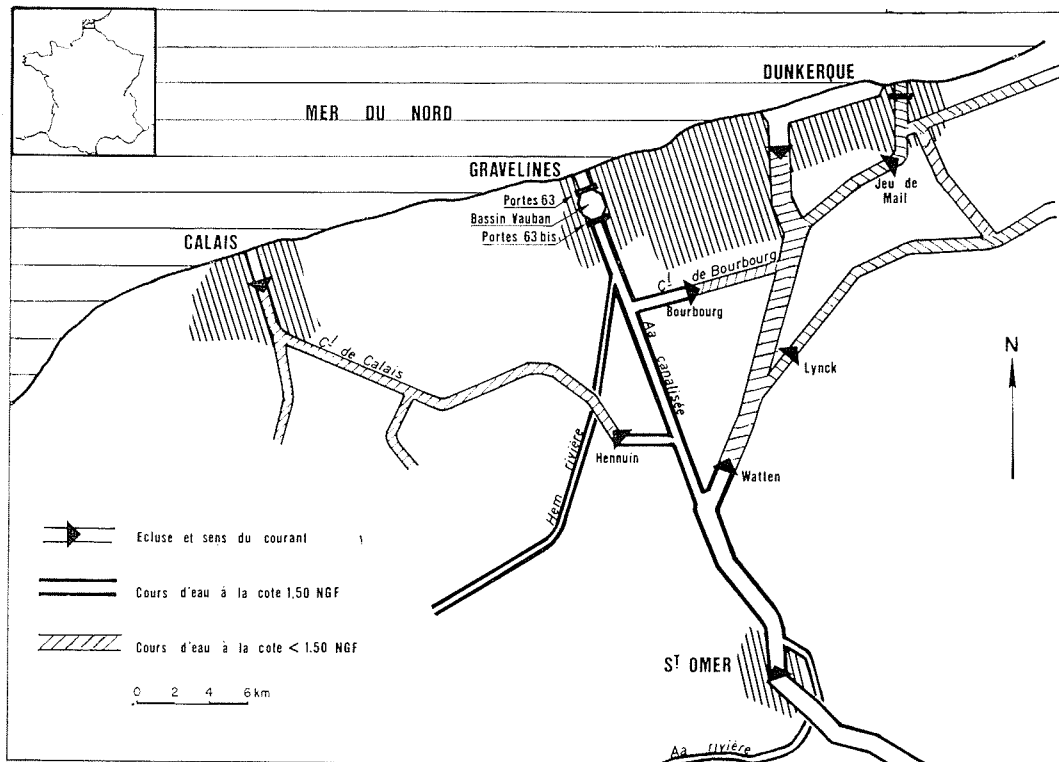 DUNKERQUE
MER DU NORD
GRAVELINES
Portes 63
Bassin Vauban
Portes 63 bis
Jeu de
Mail
CALAIS
Cl de Bourbourg
Bourbourg
Aa canalisée
Cl de Calais
Lynck
N
Hennuin
Watten
Hem rivière
Ecluse et sens du courant
Cours d'eau à la cote 1,50 NGF
Cours d'eau à la cote < 1.50 NGF
0 2 4 6 km
ST OMER
Aa rivière